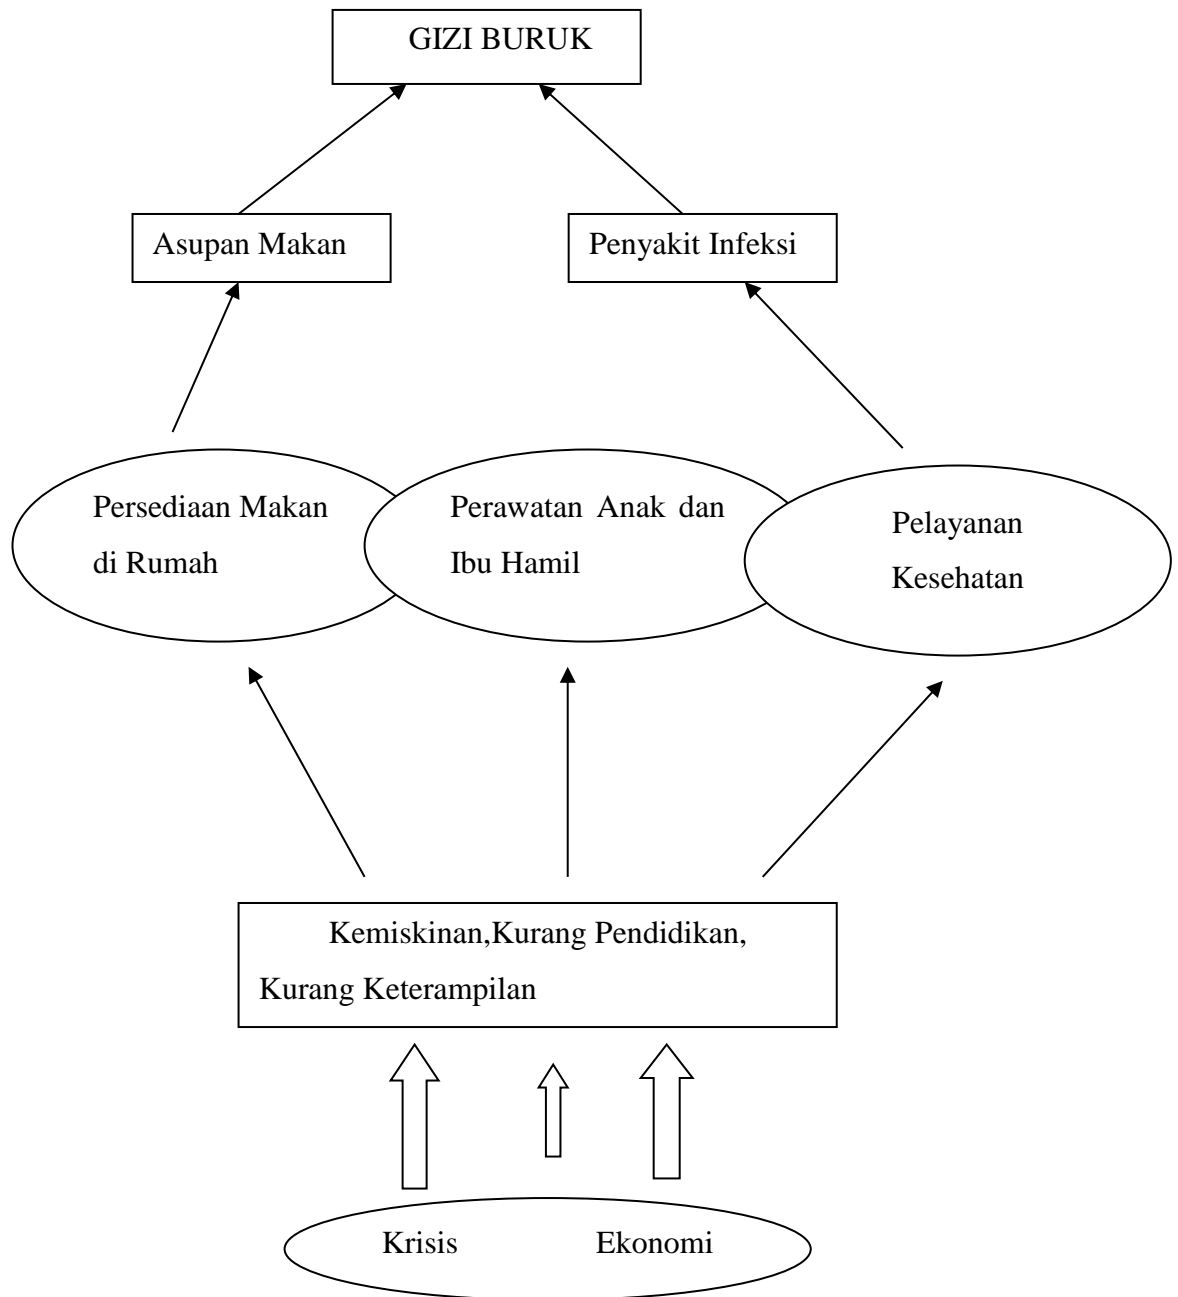 GIZI BURUK
Asupan Makan
Penyakit Infeksi
Persediaan Makan
di Rumah
Perawatan Anak dan
Ibu Hamil
Pelayanan
Kesehatan
Kemiskinan,Kurang Pendidikan,
Kurang Keterampilan
Krisis Ekonomi